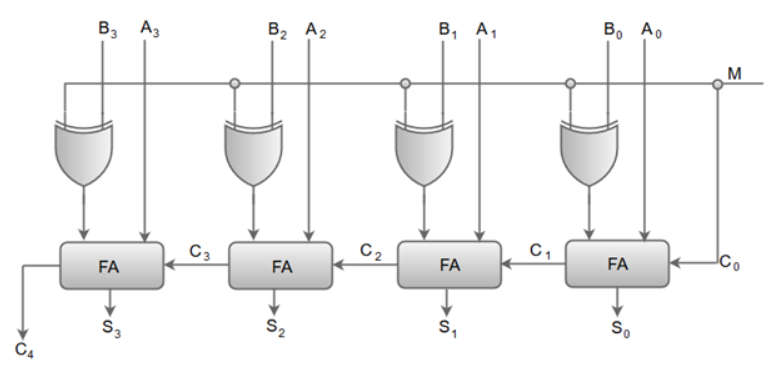 B₃ A₃ B₂ A₂ B₁ A₁ B₀ A₀
M
FA C₃ FA C₂ FA C₁ FA C₀
S₃ S₂ S₁ S₀
C₄